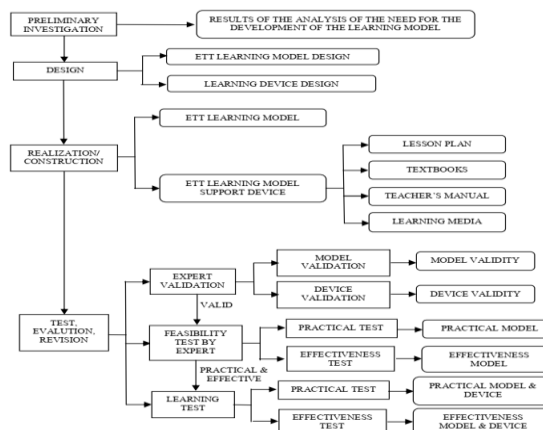 PRELIMINARY
INVESTIGATION
RESULTS OF THE ANALYSIS OF THE NEED FOR THE
DEVELOPMENT OF THE LEARNING MODEL
DESIGN
ETT LEARNING MODEL DESIGN
LEARNING DEVICE DESIGN
REALIZATION/
CONSTRUCTION
ETT LEARNING MODEL
ETT LEARNING MODEL
SUPPORT DEVICE
LESSON PLAN
TEXTBOOKS
TEACHER'S MANUAL
LEARNING MEDIA
TEST,
EVALUTION,
REVISION
EXPERT
VALIDATION
MODEL
VALIDATION
MODEL VALIDITY
DEVICE
VALIDATION
DEVICE VALIDITY
VALID
FEASIBILITY
TEST BY
EXPERT
PRACTICAL TEST
PRACTICAL MODEL
EFFECTIVENESS
TEST
EFFECTIVENESS
MODEL
PRACTICAL &
EFFECTIVE
LEARNING
TEST
PRACTICAL TEST
PRACTICAL MODEL &
DEVICE
EFFECTIVENESS
TEST
EFFECTIVENESS
MODEL & DEVICE